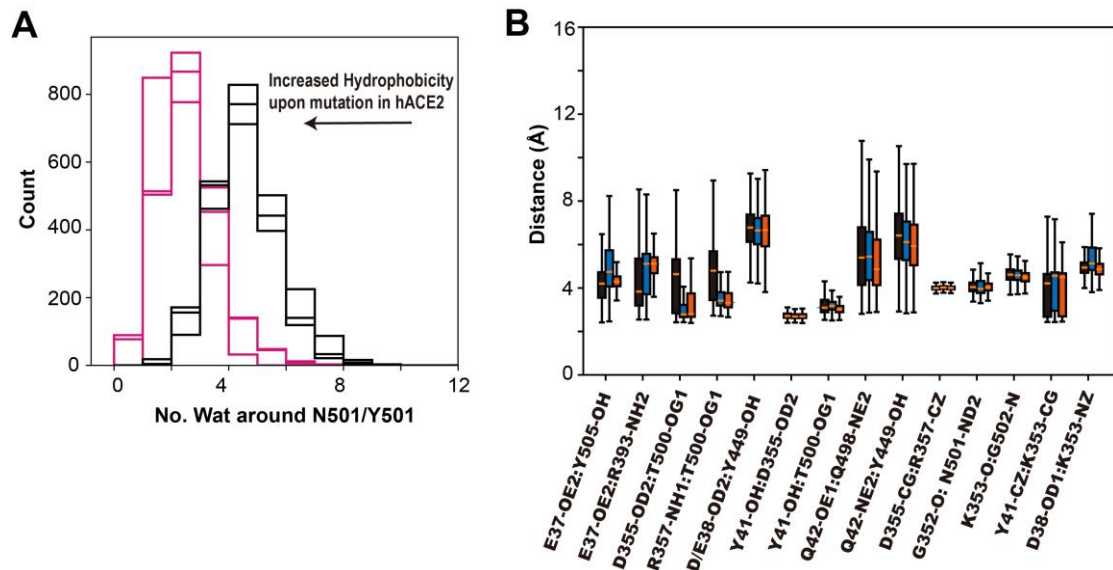 A
Increased Hydrophobicity
upon mutation in hACE2
Count
800
600
400
200
0
0 4 8 12
No. Wat around N501/Y501
B
Distance (Å)
16
12
8
4
0
E37-OE2:Y505-OH
E37-OE2:R393-NH2
D355-OD2:T500-OG1
R357-NH1:T500-OG1
D/E38-OD2:Y449-OH
Y41-OH:D355-OD2
Y41-OH:T500-OG1
Q42-OE1:Q498-NE2
Q42-NE2:Y449-OH
D355-CG:R357-CZ
G352-O: N501-ND2
K353-O:G502-N
Y41-CZ:K353-CG
D38-OD1:K353-NZ